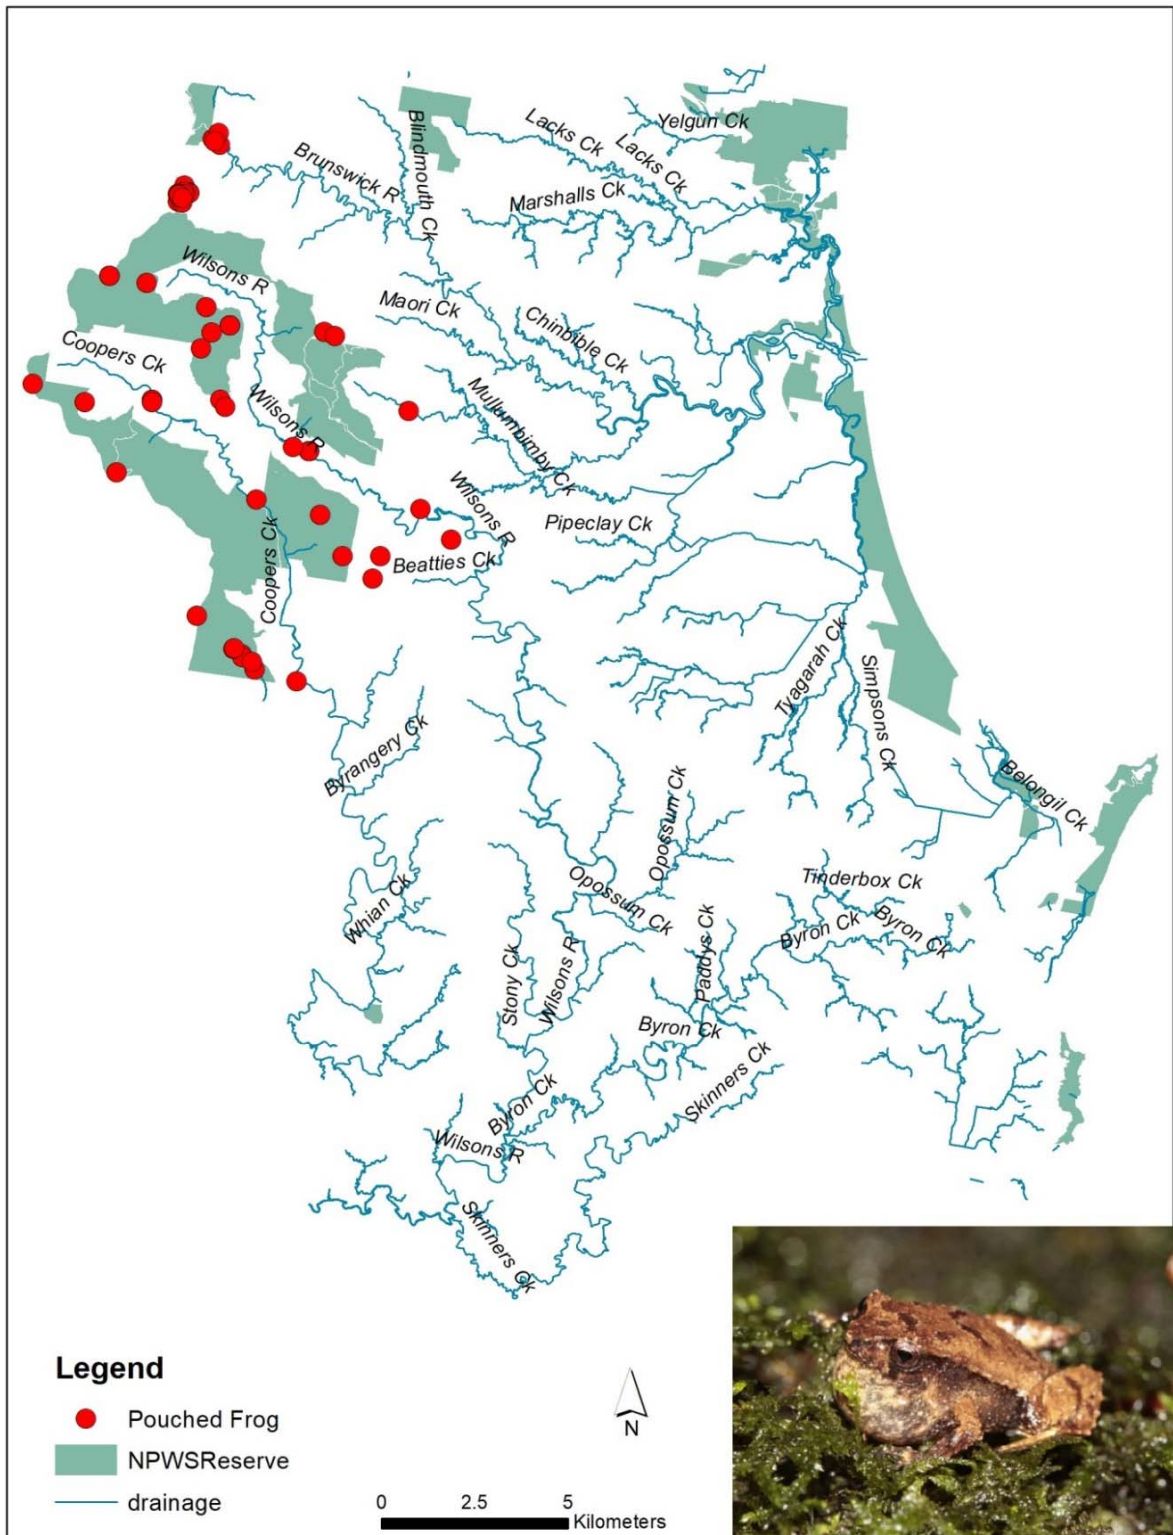 Yelgun Ck
Lacks Ck
Lacks Ck
Blindmouth Ck
Brunswick R
Marshalls Ck
Wilsons R
Maori Ck
Chinbible Ck
Coopers Ck
Wilsons R
Mullumbimby Ck
Wilsons R
Pipeclay Ck
Beatties Ck
Coopers Ck
Tyagarah Ck
Simpsons Ck
Byrangery Ck
Belongil Ck
Opossum Ck
Opossum Ck
Tinderbox Ck
Whian Ck
Byron Ck
Byron Ck
Paddys Ck
Stony Ck
Wilsons R
Byron Ck
Skinners Ck
Byron Ck
Wilsons R
Skinners Ck
Legend
Pouched Frog
NPWSReserve
drainage
N
0 2.5 5
Kilometers